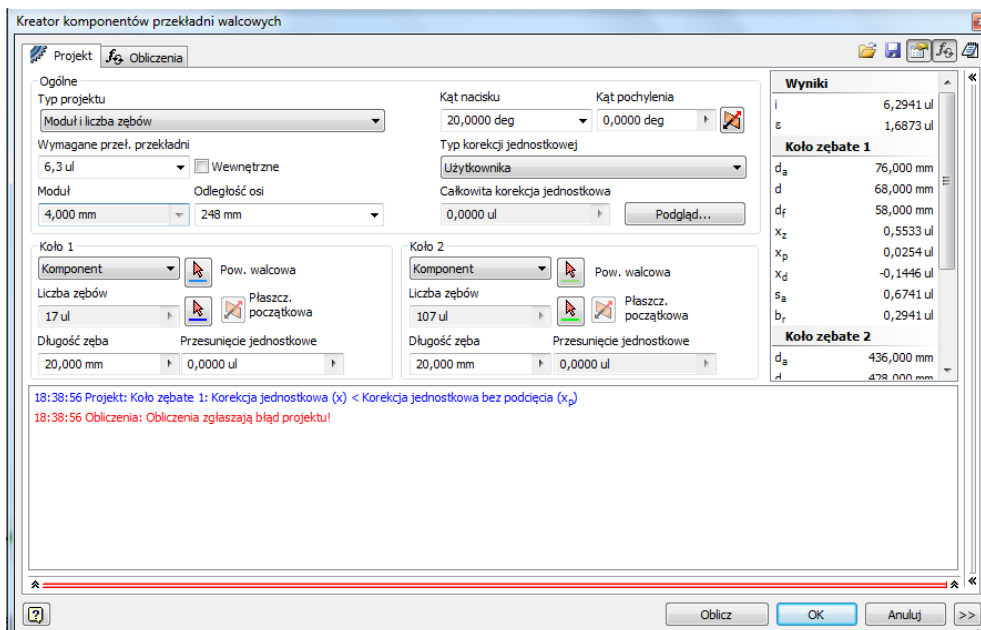 Kreator komponentów przekładni walcowych
Projekt
Obliczenia
Ogólne
Typ projektu
Moduł i liczba zębów
Kąt nacisku
20,0000 deg
Kąt pochylenia
0,0000 deg
Wymagane przeł. przekładni
6,3 ul
Wewnętrzne
Typ korekcji jednostkowej
Użytkownika
Moduł
4,000 mm
Odległość osi
248 mm
Całkowita korekcja jednostkowa
0,0000 ul
Podgląd...
Koło 1
Komponent
Pow. walcowa
Liczba zębów
17 ul
Płaszcz.
początkowa
Długość zęba
20,000 mm
Przesunięcie jednostkowe
0,0000 ul
Koło 2
Komponent
Pow. walcowa
Liczba zębów
107 ul
Płaszcz.
początkowa
Długość zęba
20,000 mm
Przesunięcie jednostkowe
0,0000 ul
Wyniki
i 6,2941 ul
ε 1,6873 ul
Koło zębate 1
da 76,000 mm
d 68,000 mm
df 58,000 mm
xz 0,5533 ul
xp 0,0254 ul
xd -0,1446 ul
sa 0,6741 ul
br 0,2941 ul
Koło zębate 2
da 436,000 mm
d 428,000 mm
18:38:56 Projekt: Koło zębate 1: Korekcja jednostkowa (x) < Korekcja jednostkowa bez podcięcia (xp)
18:38:56 Obliczenia: Obliczenia zgłaszają błąd projektu!
Oblicz
OK
Anuluj
>>